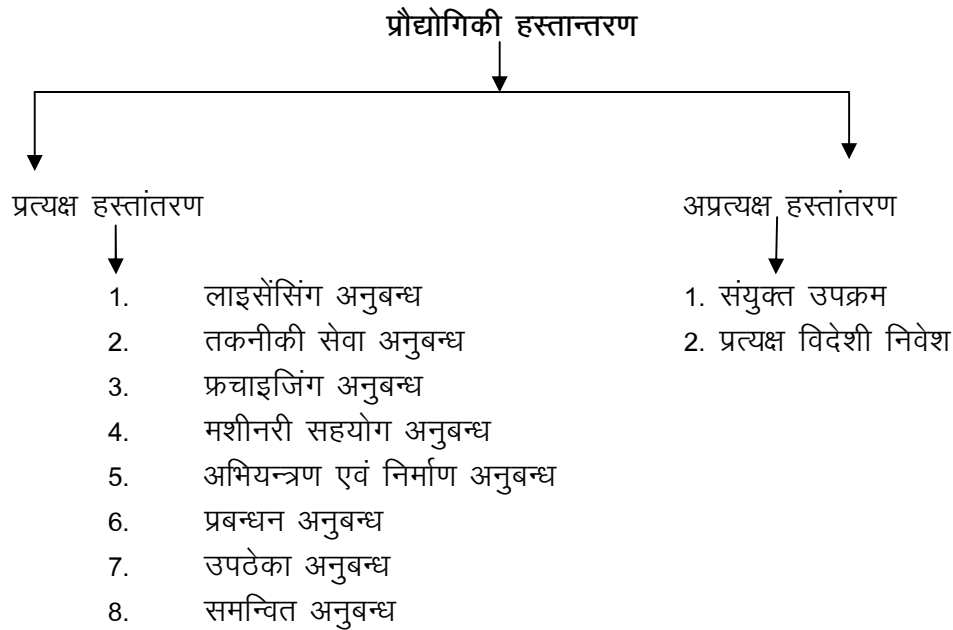 प्रौद्योगिकी हस्तान्तरण
प्रत्यक्ष हस्तांतरण
1. लाइसेंसिंग अनुबन्ध
2. तकनीकी सेवा अनुबन्ध
3. फ्रचाइजिंग अनुबन्ध
4. मशीनरी सहयोग अनुबन्ध
5. अभियन्त्रण एवं निर्माण अनुबन्ध
6. प्रबन्धन अनुबन्ध
7. उपठेका अनुबन्ध
8. समन्वित अनुबन्ध
अप्रत्यक्ष हस्तांतरण
1. संयुक्त उपक्रम
2. प्रत्यक्ष विदेशी निवेश